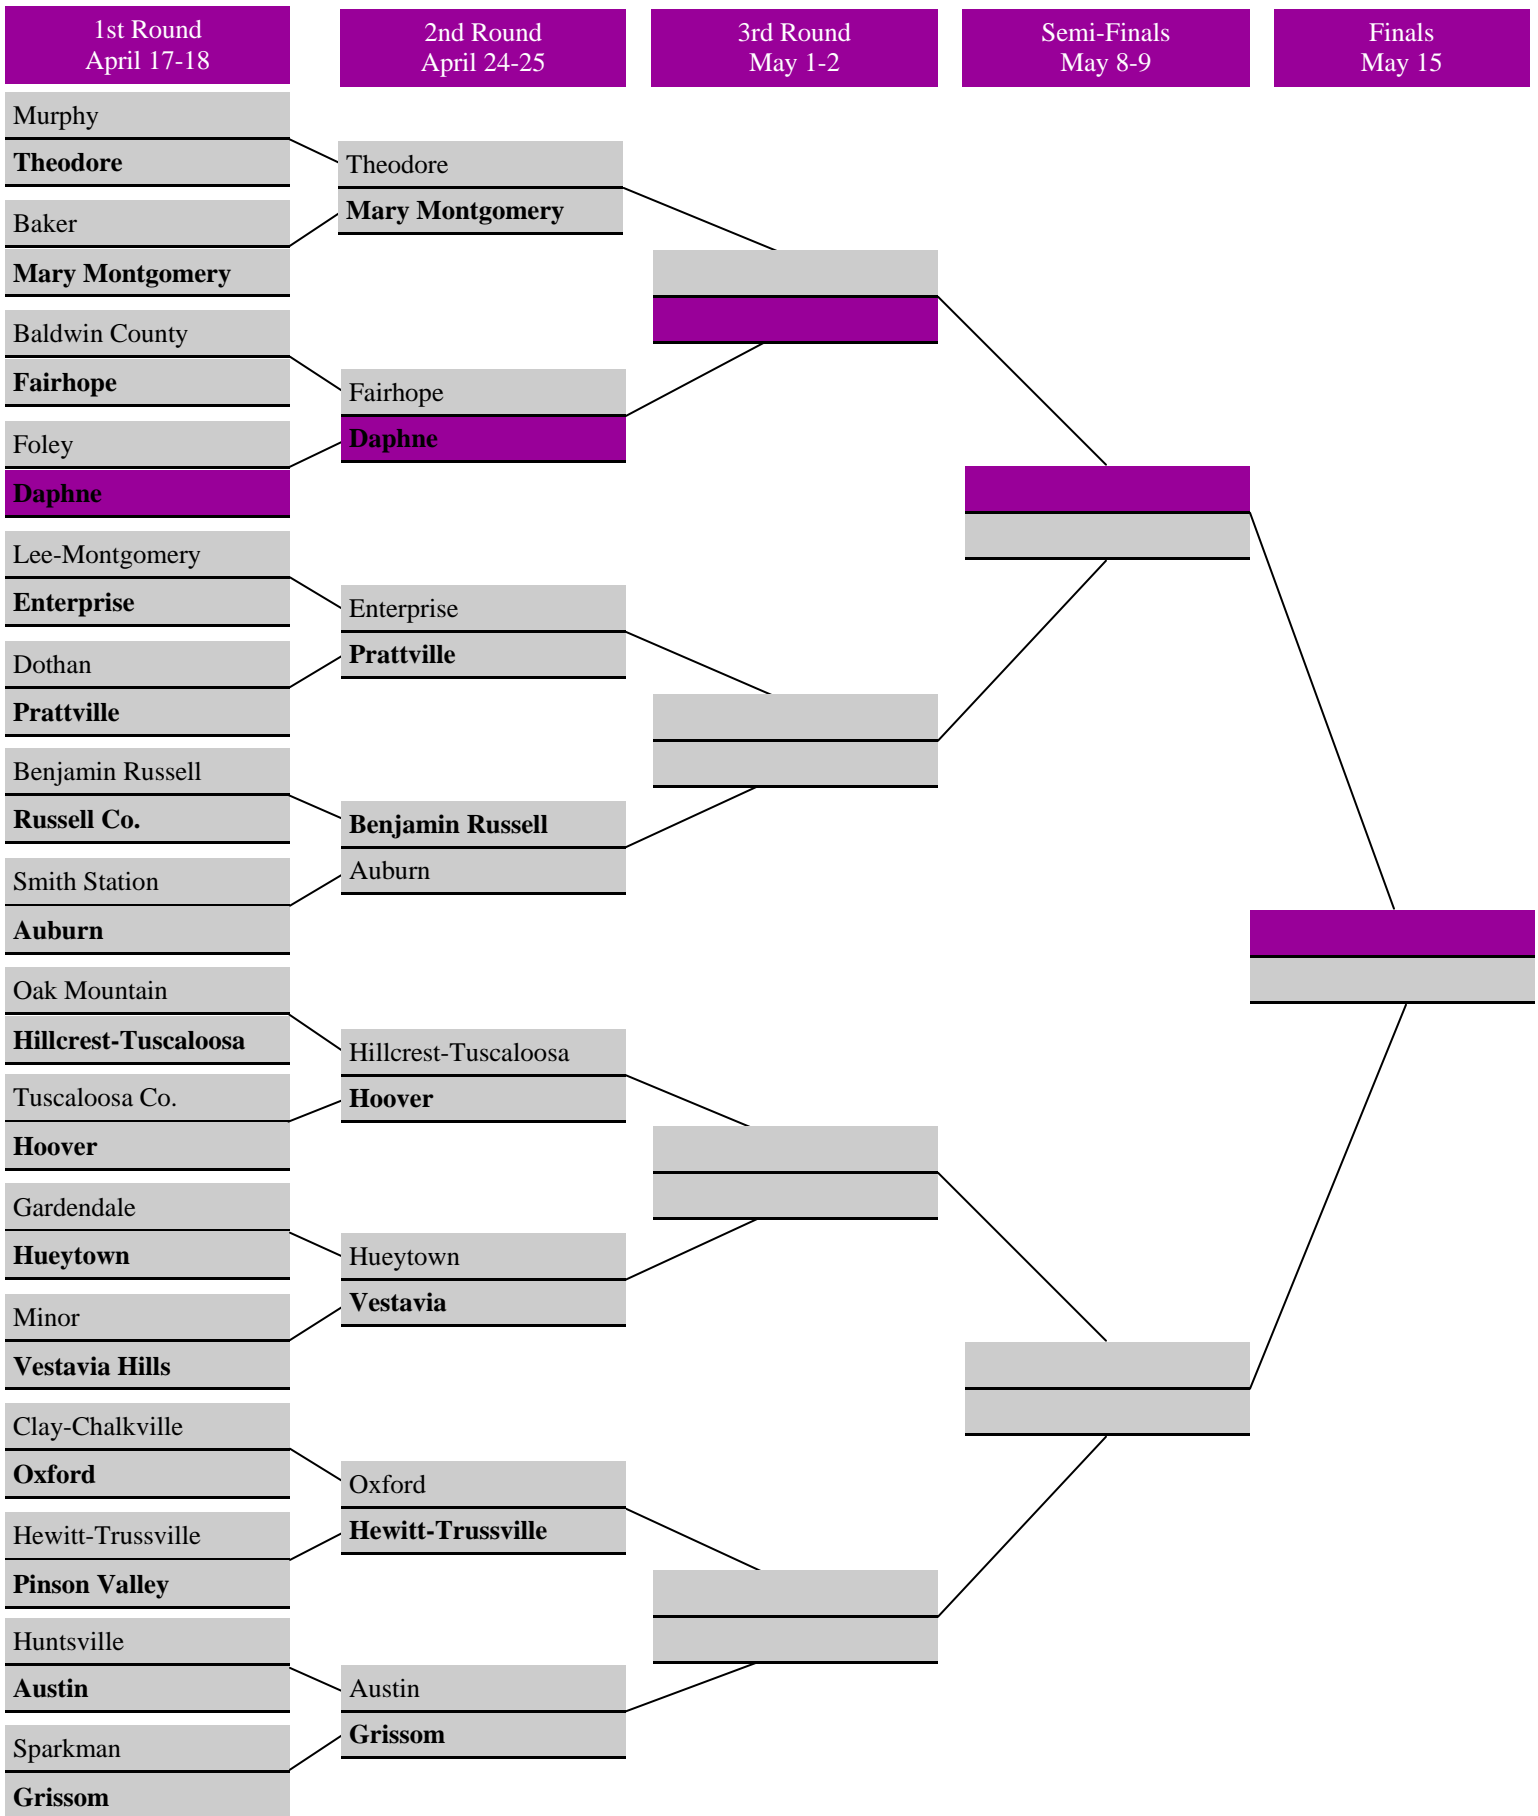 1st Round
April 17-18
2nd Round
April 24-25
3rd Round
May 1-2
Semi-Finals
May 8-9
Finals
May 15
Murphy
Theodore
Baker
Mary Montgomery
Baldwin County
Fairhope
Foley
Daphne
Lee-Montgomery
Enterprise
Dothan
Prattville
Benjamin Russell
Russell Co.
Smith Station
Auburn
Oak Mountain
Hillcrest-Tuscaloosa
Tuscaloosa Co.
Hoover
Gardendale
Hueytown
Minor
Vestavia Hills
Clay-Chalkville
Oxford
Hewitt-Trussville
Pinson Valley
Huntsville
Austin
Sparkman
Grissom
Theodore
Mary Montgomery
Fairhope
Daphne
Enterprise
Prattville
Benjamin Russell
Auburn
Hillcrest-Tuscaloosa
Hoover
Hueytown
Vestavia
Oxford
Hewitt-Trussville
Austin
Grissom